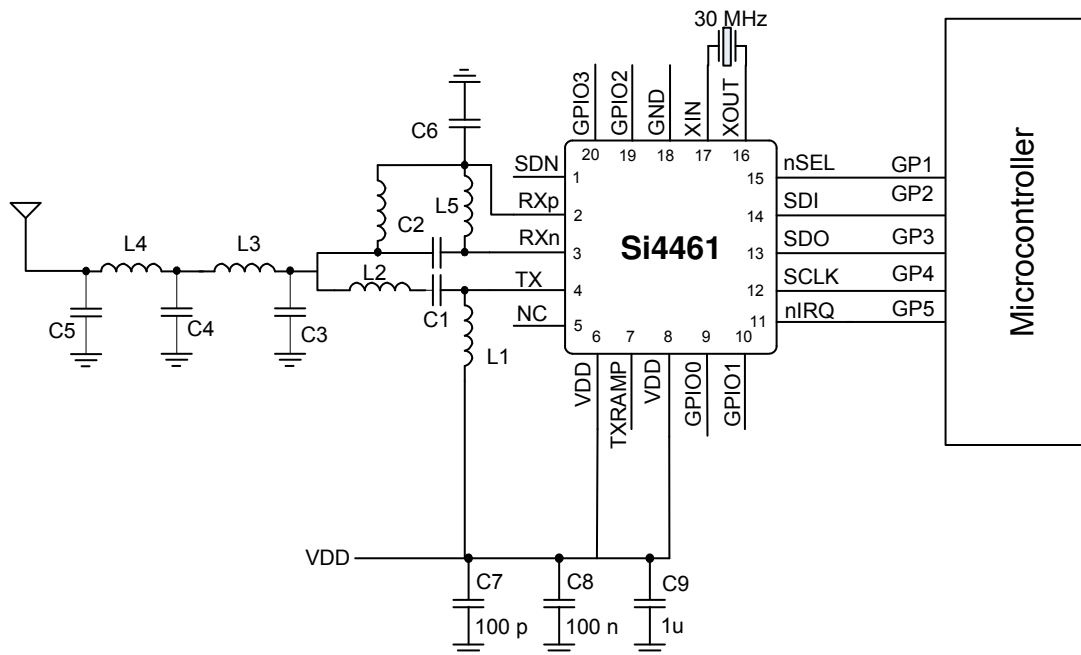 30 MHz
GPIO3
GPIO2
GND
XIN
XOUT
C6
20
19
18
17
16
SDN
1
nSEL
GP1
15
RXp
2
SDI
GP2
14
L5
C2
RXn
3
Si4461
SDO
GP3
13
L4
L3
L2
TX
4
SCLK
GP4
12
C1
NC
5
nIRQ
GP5
11
C5
C4
C3
L1
6
7
8
9
10
VDD
TXRAMP
VDD
GPIO0
GPIO1
Microcontroller
VDD
C7
C8
C9
100 p
100 n
1u